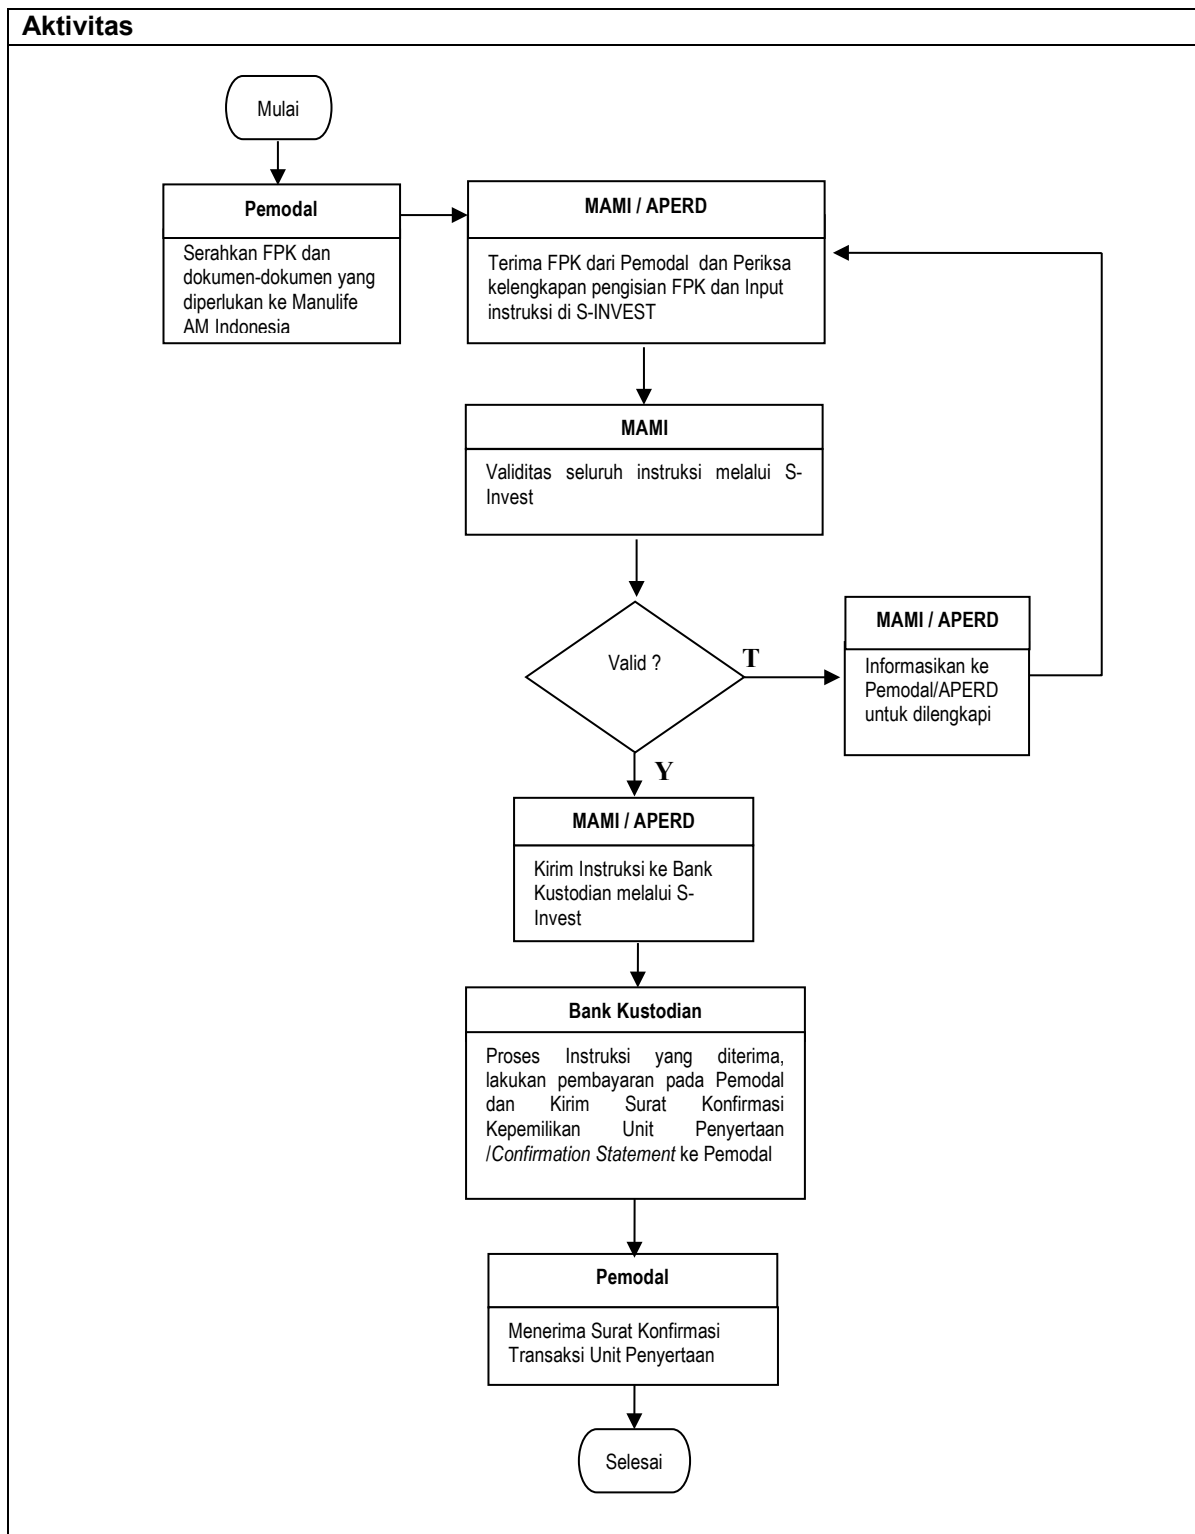 Aktivitas
Mulai
Pemodal
Serahkan FPK dan
dokumen-dokumen yang
diperlukan ke Manulife
AM Indonesia
MAMI / APERD
Terima FPK dari Pemodal dan Periksa
kelengkapan pengisian FPK dan Input
instruksi di S-INVEST
MAMI
Validitas seluruh instruksi melalui S-
Invest
Valid ?
T
MAMI / APERD
Informasikan ke
Pemodal/APERD
untuk dilengkapi
Y
MAMI / APERD
Kirim Instruksi ke Bank
Kustodian melalui S-
Invest
Bank Kustodian
Proses Instruksi yang diterima,
lakukan pembayaran pada Pemodal
dan Kirim Surat Konfirmasi
Kepemilikan Unit Penyertaan
/Confirmation Statement ke Pemodal
Pemodal
Menerima Surat Konfirmasi
Transaksi Unit Penyertaan
Selesai